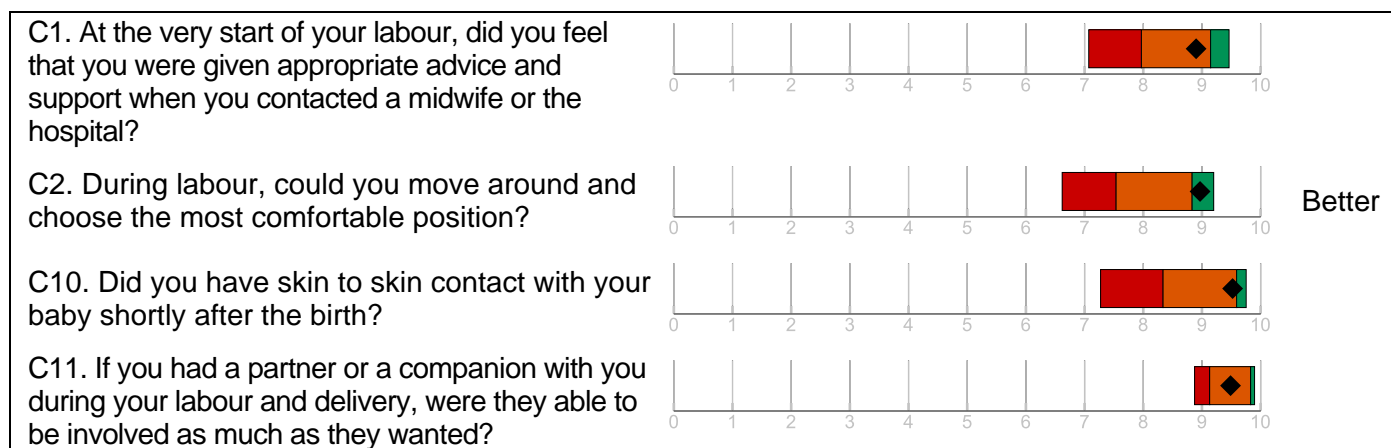 C1. At the very start of your labour, did you feel
that you were given appropriate advice and
support when you contacted a midwife or the
hospital?
0 1 2 3 4 5 6 7 8 9 10
C2. During labour, could you move around and
choose the most comfortable position?
Better
0 1 2 3 4 5 6 7 8 9 10
C10. Did you have skin to skin contact with your
baby shortly after the birth?
0 1 2 3 4 5 6 7 8 9 10
C11. If you had a partner or a companion with you
during your labour and delivery, were they able to
be involved as much as they wanted?
0 1 2 3 4 5 6 7 8 9 10